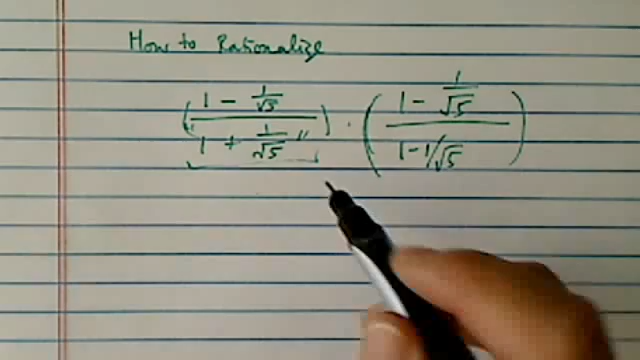 How to Rationalize
(1 - 1/√5 / 1 + 1/√5) · (1 - 1/√5 / 1 - 1/√5)